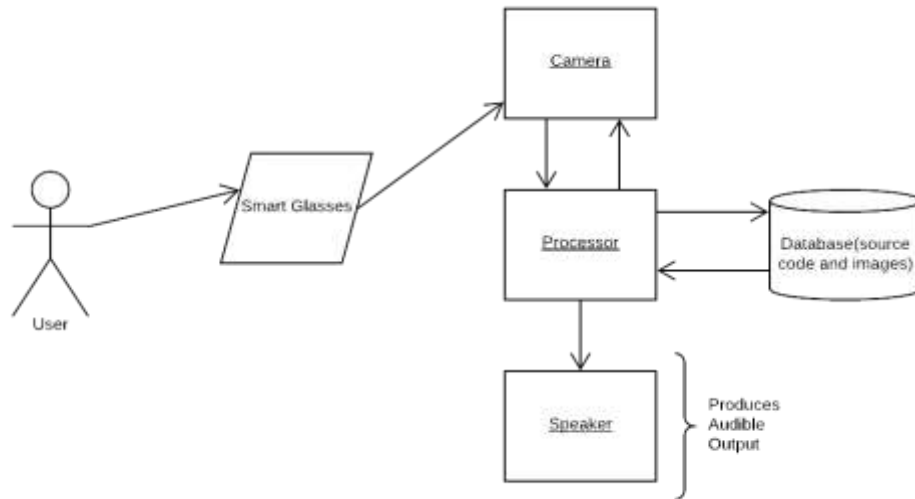 Camera
Smart Glasses
Processor
Database(source
code and images)
User
Speaker
Produces
Audible
Output